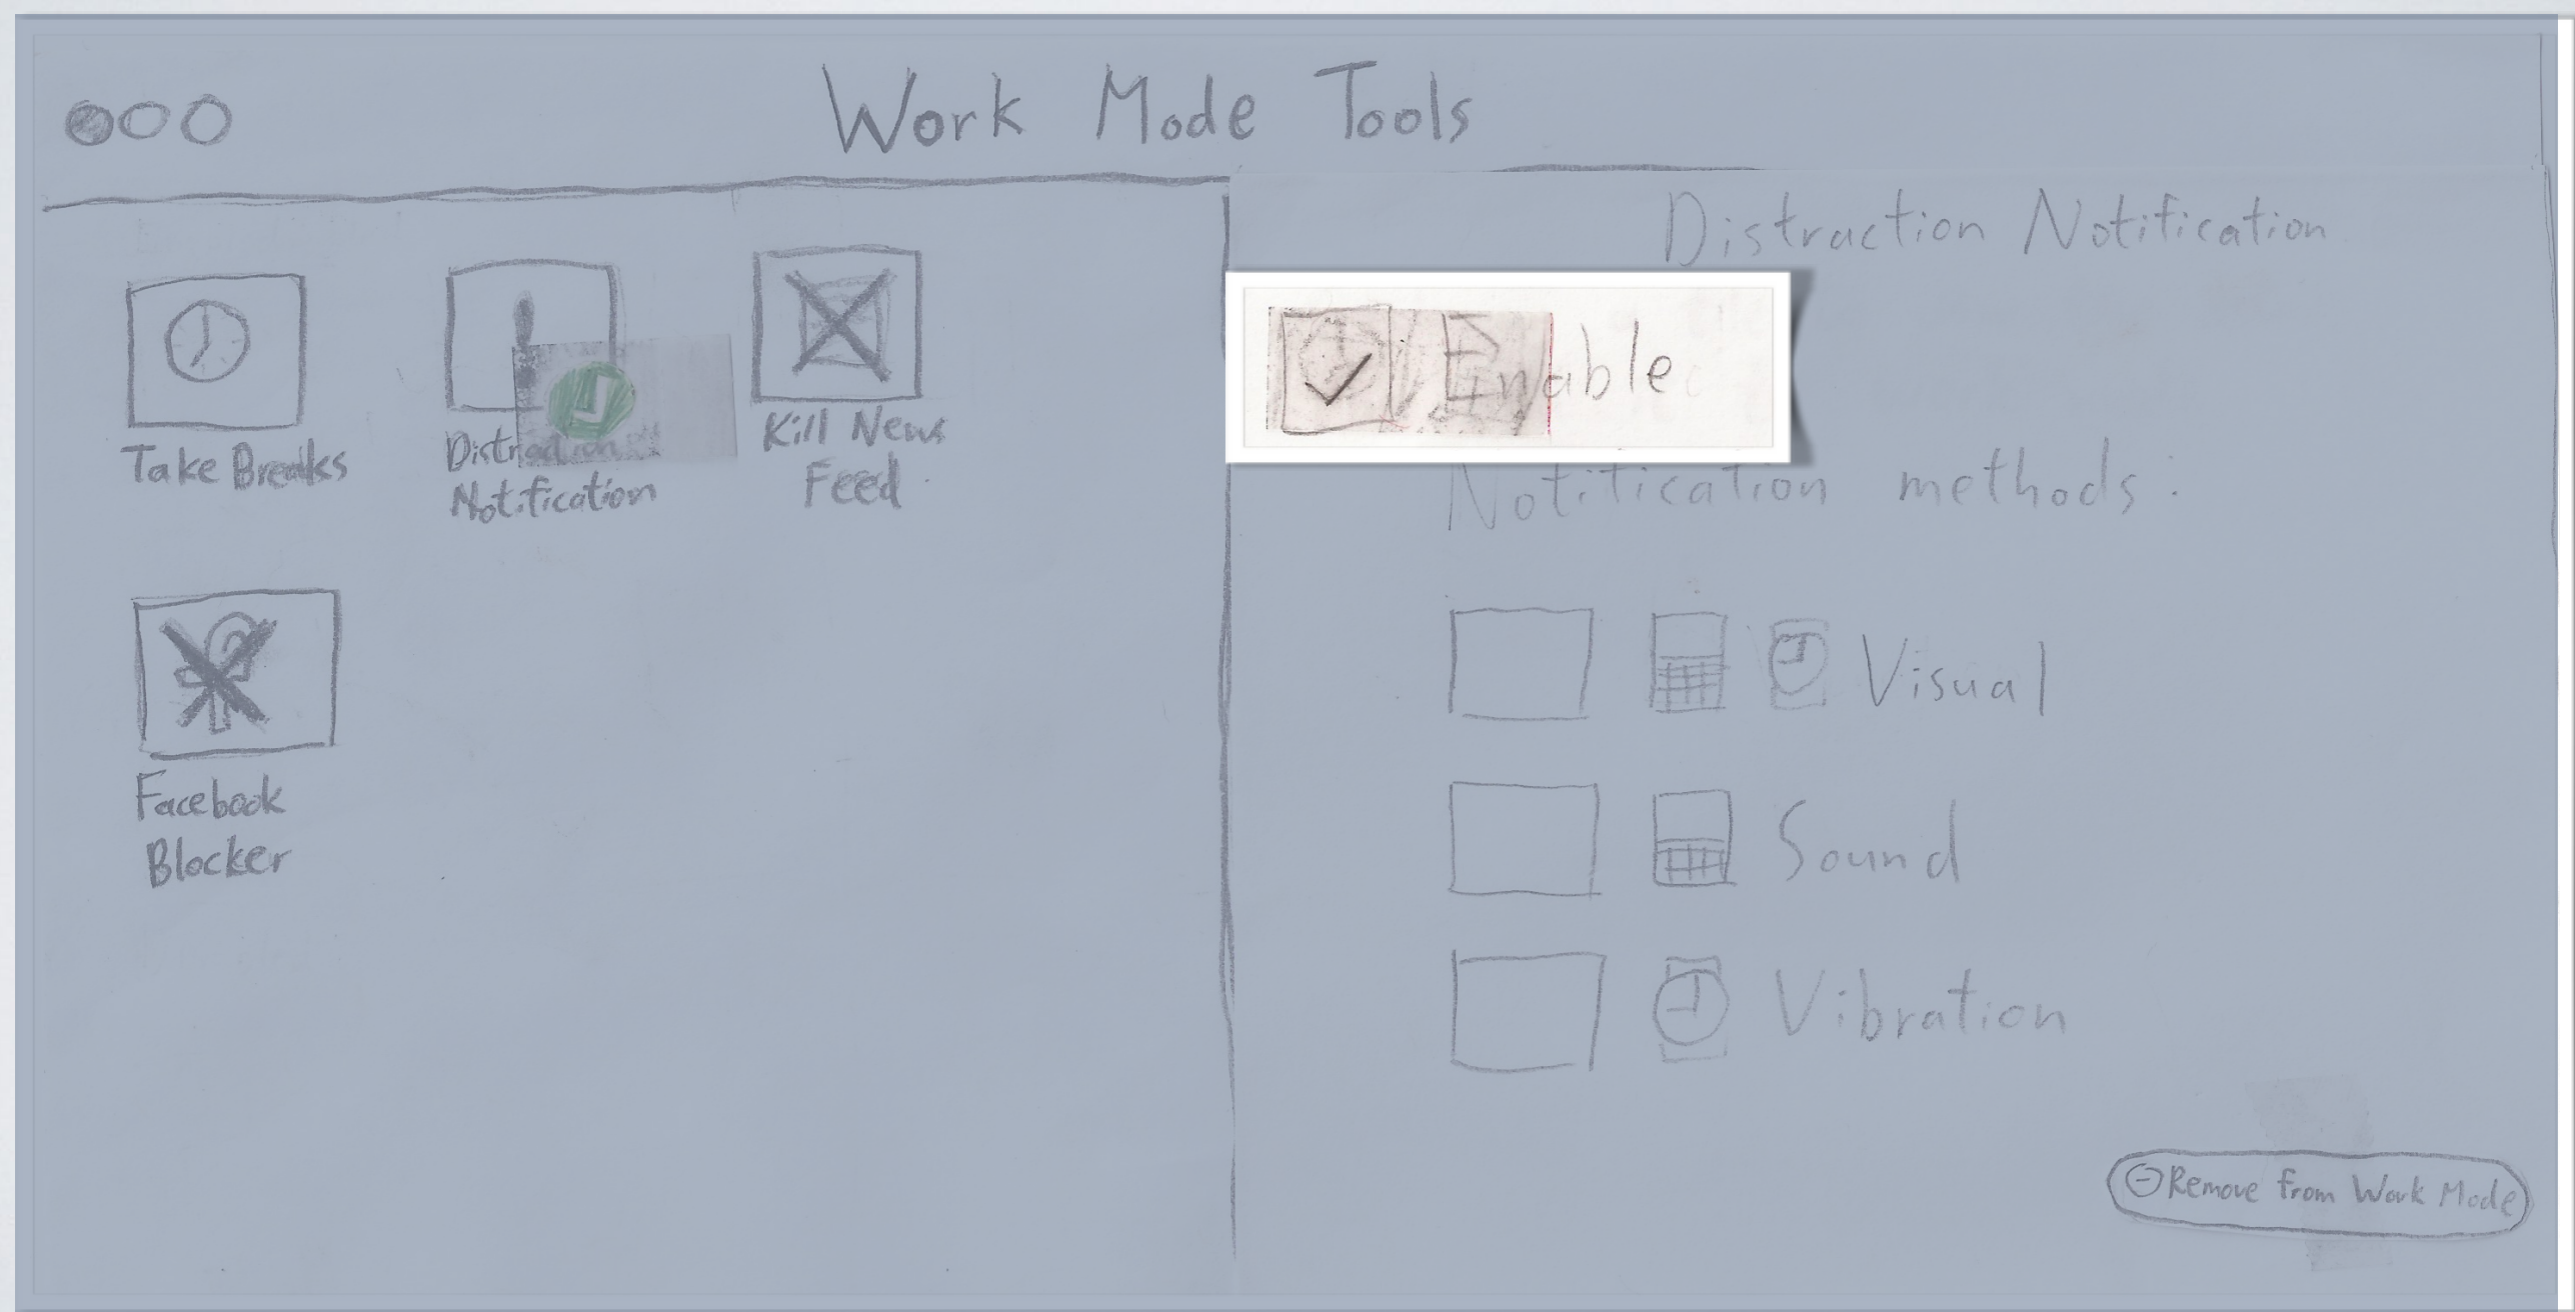 Work Mode Tools
Take Breaks
Distraction
Notification
Kill News
Feed
Facebook
Blocker
Distraction Notification
Enable
Notification methods:
Visual
Sound
Vibration
Remove from Work Mode